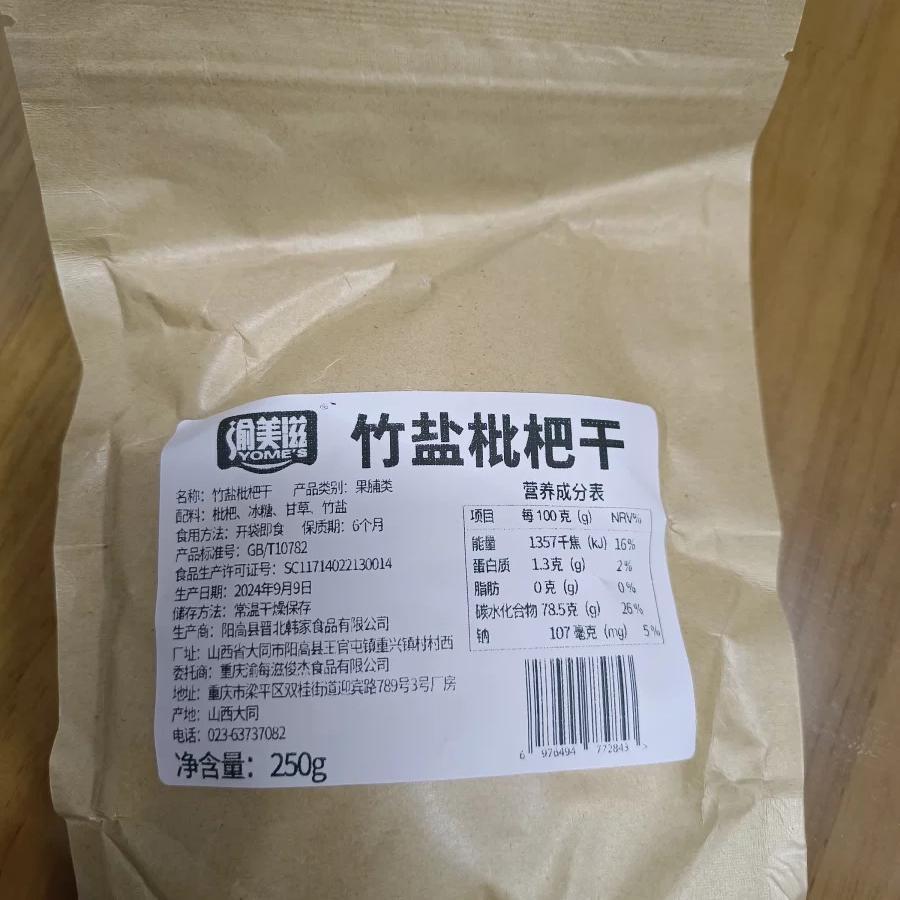 渝美滋
YOME'S
竹盐枇杷干
名称：竹盐枇杷干 产品类别：果脯类
配料：枇杷、冰糖、甘草、竹盐
食用方法：开袋即食 保质期：6个月
产品标准号：GB/T10782
食品生产许可证号：SC11714022130014
生产日期：2024年9月9日
储存方法：常温干燥保存
生产商：阳高县晋北韩家食品有限公司
厂址：山西省大同市阳高县王官屯镇重兴镇村村西
委托商：重庆渝每滋俊杰食品有限公司
地址：重庆市梁平区双桂街道迎宾路789号3号厂房
产地：山西大同
电话：023-63737082
净含量：250g
营养成分表
项目 每100克（g） NRV%
能量 1357千焦（kJ） 16%
蛋白质 1.3克（g） 2%
脂肪 0克（g） 0%
碳水化合物 78.5克（g） 26%
钠 107毫克（mg） 5%
6 976494 772843 >